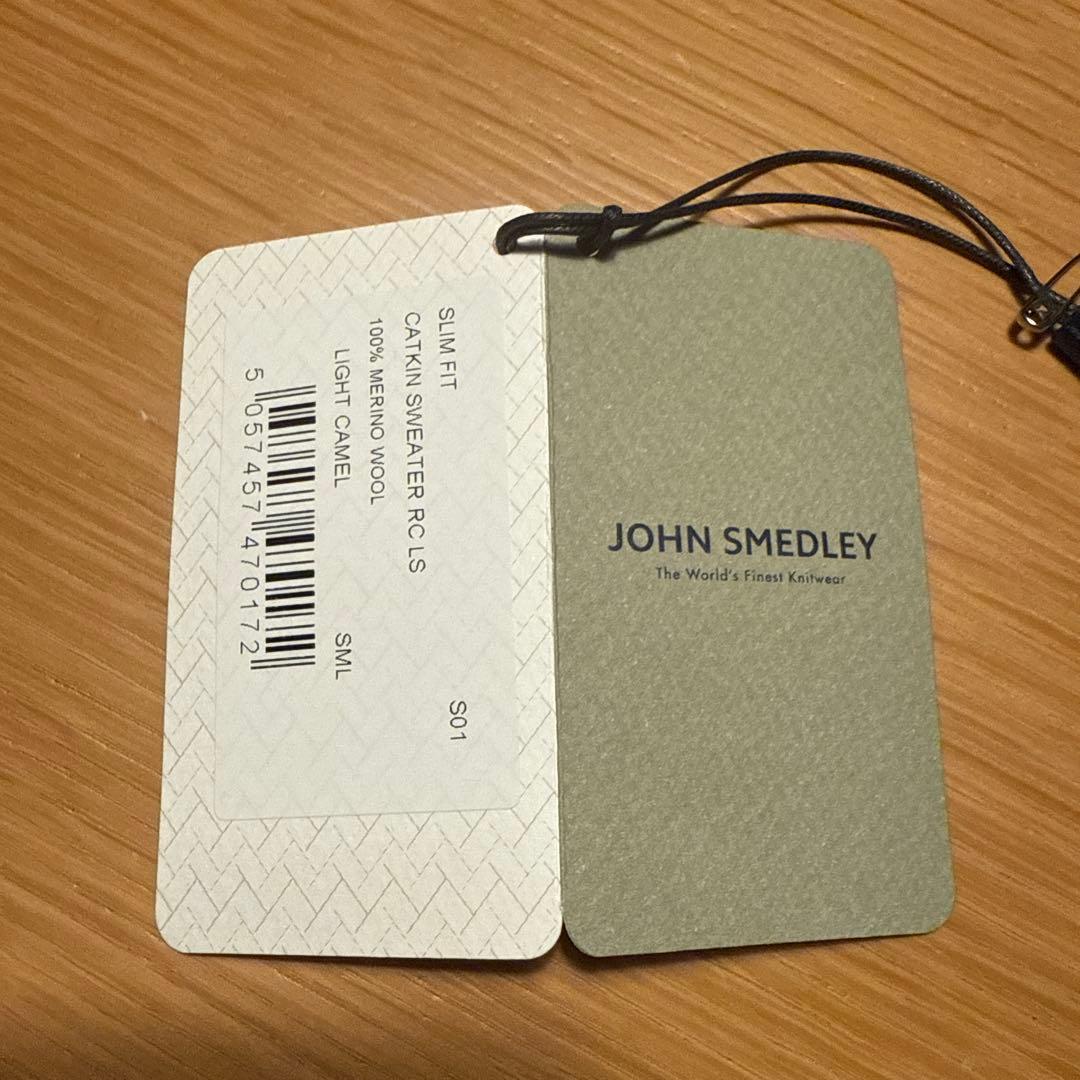 SLIM FIT
S01
CATKIN SWEATER RC LS
100% MERINO WOOL
LIGHT CAMEL
SML
5 057457 470172
JOHN SMEDLEY
The World's Finest Knitwear